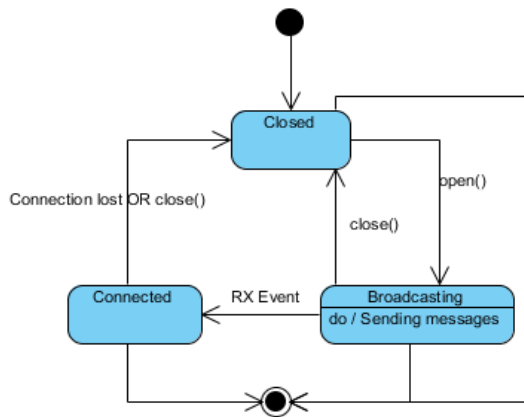 Closed
open()
Connection lost OR close()
close()
Connected
RX Event
Broadcasting
do / Sending messages